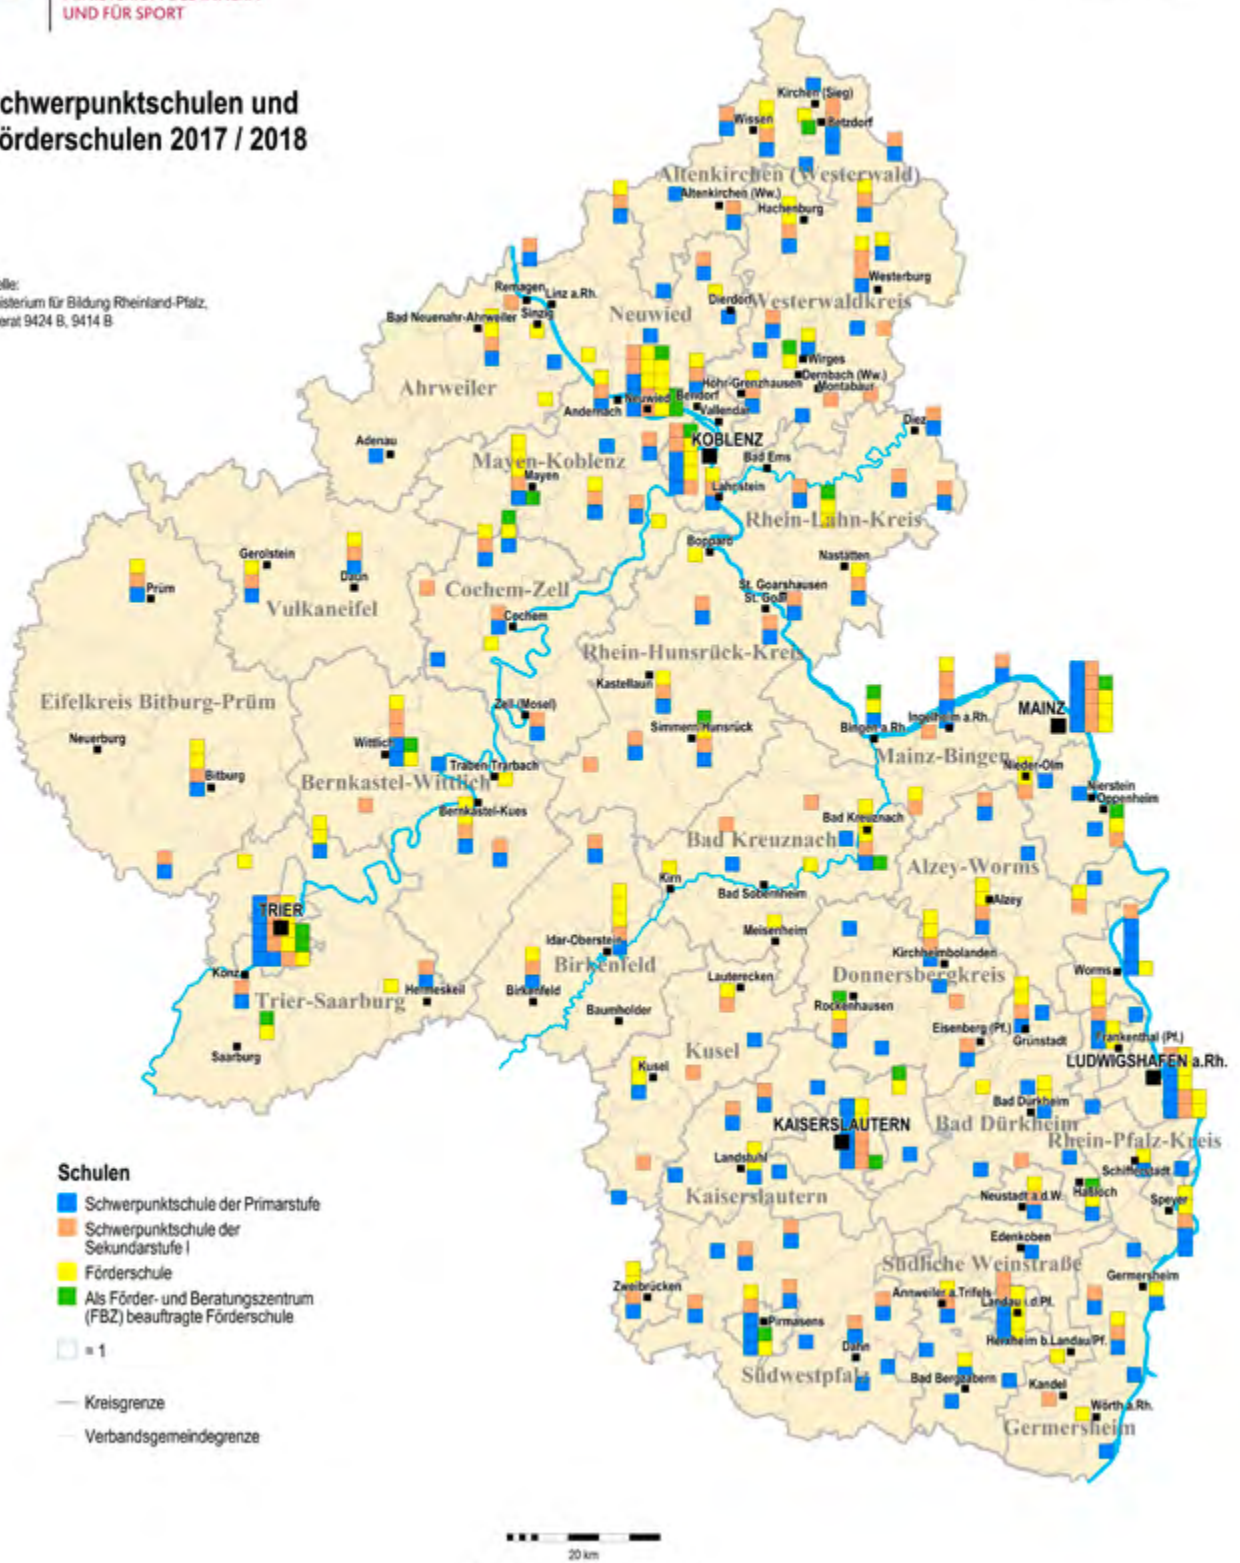 UND FÜR SPORT
chwerpunktschulen und
örderschulen 2017 / 2018
elle:
isterium für Bildung Rheinland-Pfalz,
erat 9424 B, 9414 B
Kirchen (Sieg)
Wissen
Betzdorf
Altenkirchen (Westerwald)
Altenkirchen (Ww.)
Hachenburg
Westerburg
Remagen
Linz a.Rh.
Dierdorf
Westerwaldkreis
Bad Neuenahr-Ahrweiler
Sinzig
Neuwied
Wirges
Ahrweiler
Dernbach (Ww.)
Höhr-Grenzhausen
Montabaur
Neuwied
Bendorf
Andernach
Vallendar
Diez
Adenau
KOBLENZ
Mayen-Koblenz
Bad Ems
Mayen
Lahnstein
Rhein-Lahn-Kreis
Boppard
Gerolstein
Nastätten
Daun
Prüm
Cochem-Zell
St. Goarshausen
St. Goar
Vulkaneifel
Cochem
Rhein-Hunsrück-Kreis
Kastellaun
Eifelkreis Bitburg-Prüm
Zell (Mosel)
MAINZ
Ingelheim a.Rh.
Simmern/Hunsrück
Bingen a.Rh.
Neuerburg
Wittlich
Mainz-Bingen
Traben-Trarbach
Nieder-Olm
Bitburg
Bernkastel-Wittlich
Nierstein
Oppenheim
Bernkastel-Kues
Bad Kreuznach
Bad Kreuznach
Alzey-Worms
Kirn
Bad Sobernheim
Alzey
TRIER
Meisenheim
Idar-Oberstein
Kirchheimbolanden
Birkenfeld
Donnersbergkreis
Worms
Konz
Lauterecken
Hermeskeil
Birkenfeld
Trier-Saarburg
Rockenhausen
Baumholder
Eisenberg (Pf.)
Grünstadt
Frankenthal (Pf.)
Saarburg
Kusel
LUDWIGSHAFEN a.Rh.
Kusel
Bad Dürkheim
KAISERSLAUTERN
Bad Dürkheim
Rhein-Pfalz-Kreis
Landstuhl
Schifferstadt
Schulen
Schwerpunktschule der Primarstufe
Schwerpunktschule der
Sekundarstufe I
Förderschule
Als Förder- und Beratungszentrum
(FBZ) beauftragte Förderschule
= 1
Kreisgrenze
Verbandsgemeindegrenze
Kaiserslautern
Neustadt a.d.W.
Haßloch
Speyer
Edenkoben
Südliche Weinstraße
Zweibrücken
Germersheim
Annweiler a.Trifels
Landau i.d.Pf.
Pirmasens
Herxheim b.Landau/Pf.
Dahn
Südwestpfalz
Bad Bergzabern
Kandel
Wörth a.Rh.
Germersheim
20 km